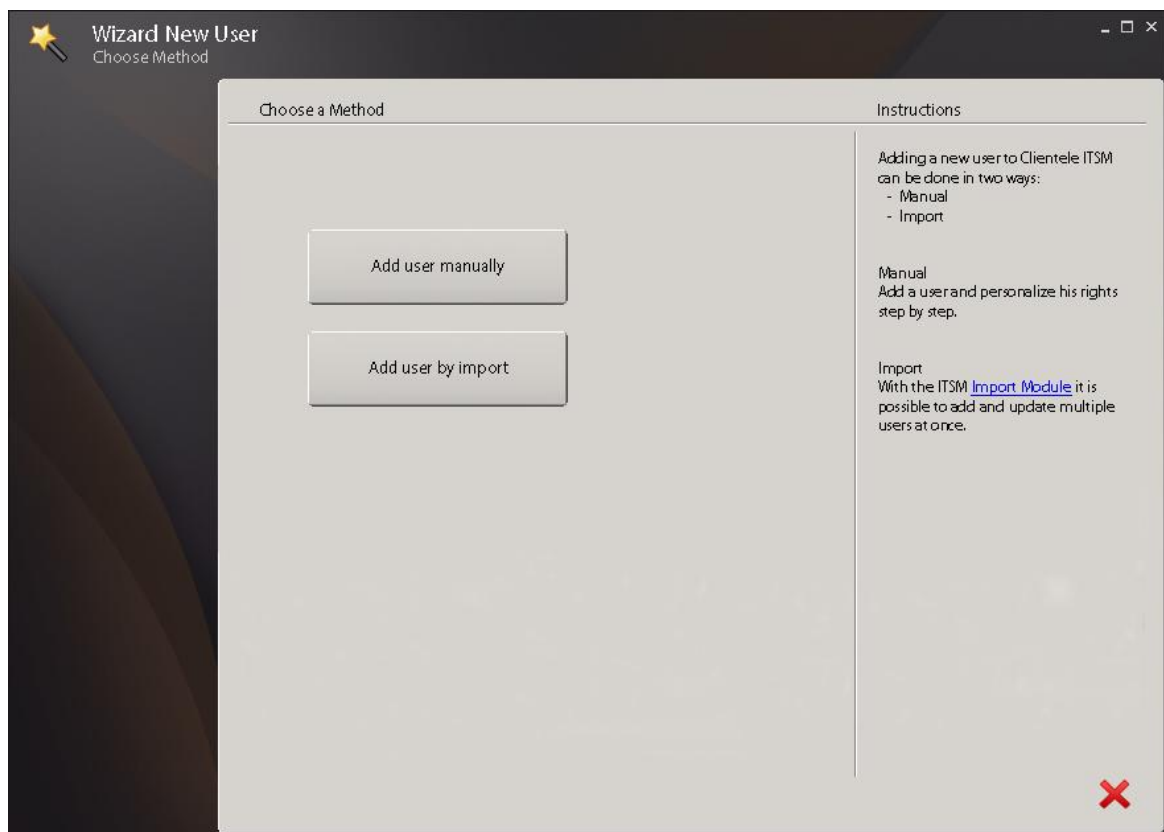 Wizard New User
Choose Method
Choose a Method
Add user manually
Add user by import
Instructions
Adding a new user to Clientele ITSM
can be done in two ways:
- Manual
- Import
Manual
Add a user and personalize his rights
step by step.
Import
With the ITSM Import Module it is
possible to add and update multiple
users at once.